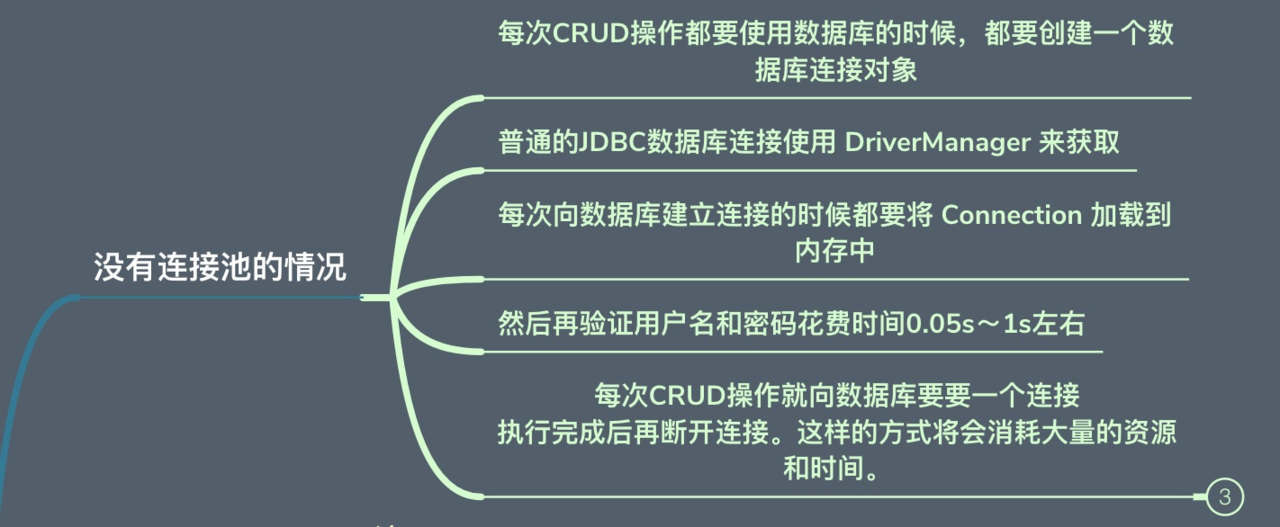 每次CRUD操作都要使用数据库的时候，都要创建一个数
据库连接对象
普通的JDBC数据库连接使用 DriverManager 来获取
每次向数据库建立连接的时候都要将 Connection 加载到
内存中
没有连接池的情况
然后再验证用户名和密码花费时间0.05s～1s左右
每次CRUD操作就向数据库要要一个连接
执行完成后再断开连接。这样的方式将会消耗大量的资源
和时间。
3